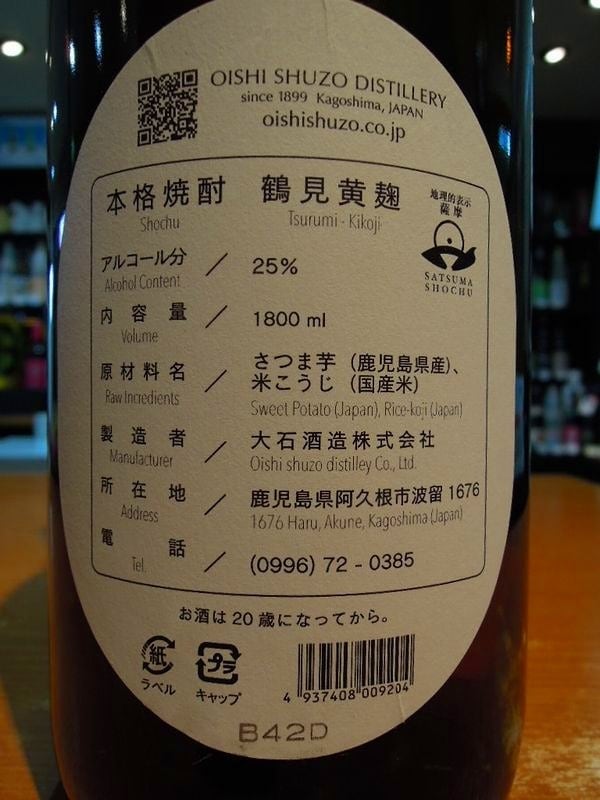 OISHI SHUZO DISTILLERY
since 1899 Kagoshima, JAPAN
oishishuzo.co.jp
本格焼酎 鶴見黄麹
Shochu Tsurumi - Kikoji
地理的表示
薩摩
SATSUMA
SHOCHU
アルコール分 / 25%
Alcohol Content
内容量 / 1800 ml
Volume
原材料名 / さつま芋(鹿児島県産)、
米こうじ(国産米)
Raw Incredients Sweet Potato (Japan), Rice-koji (Japan)
製造者 / 大石酒造株式会社
Manufacturer Oishi shuzo distilley Co., Ltd.
所在地 / 鹿児島県阿久根市波留1676
Address 1676 Haru, Akune, Kagoshima (Japan)
電話 / (0996) 72 - 0385
Tel.
お酒は20歳になってから。
紙 プラ
ラベル キャップ
4 937408 009204
B42D